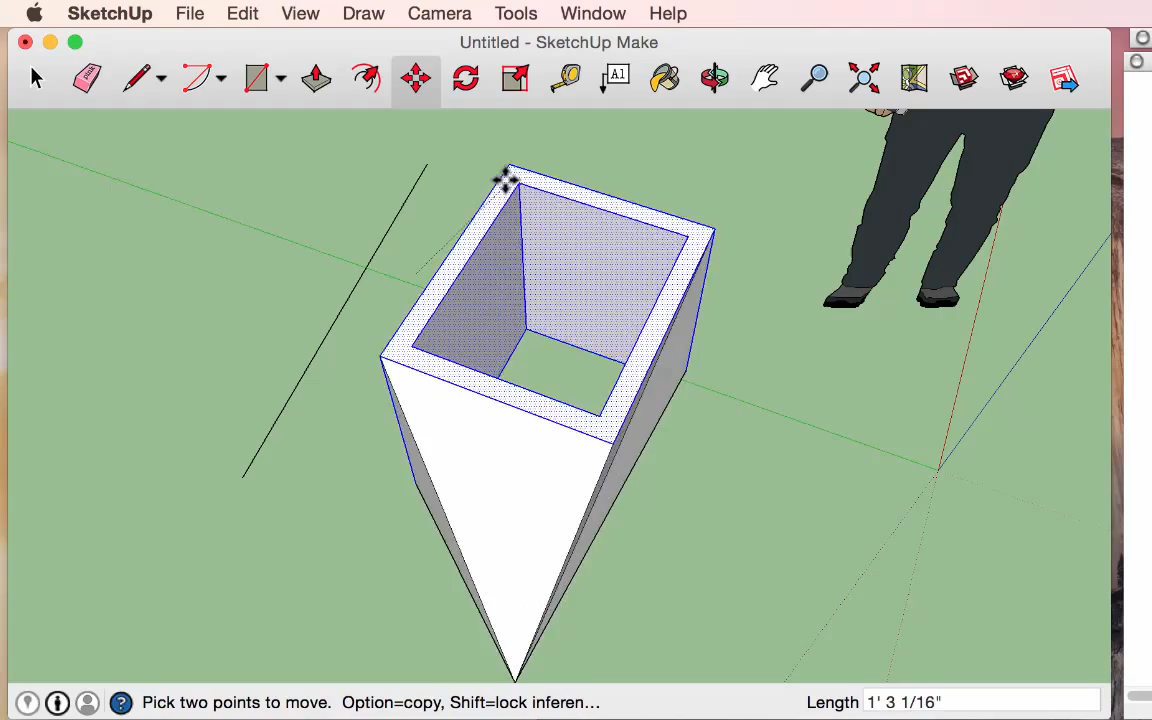 SketchUp File Edit View Draw Camera Tools Window Help
Untitled - SketchUp Make
A1
Pick two points to move. Option=copy, Shift=lock inferen... Length 1' 3 1/16"